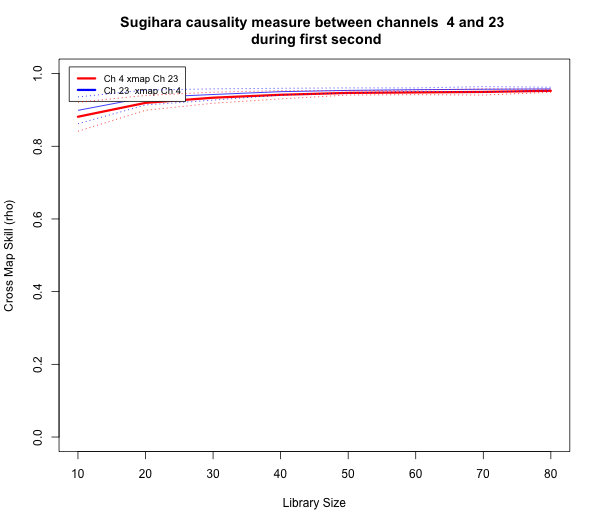 Sugihara causality measure between channels  4 and 23
during first second
Ch 4 xmap Ch 23
Ch 23  xmap Ch 4
Cross Map Skill (rho)
1.0
0.8
0.6
0.4
0.2
0.0
10 20 30 40 50 60 70 80
Library Size